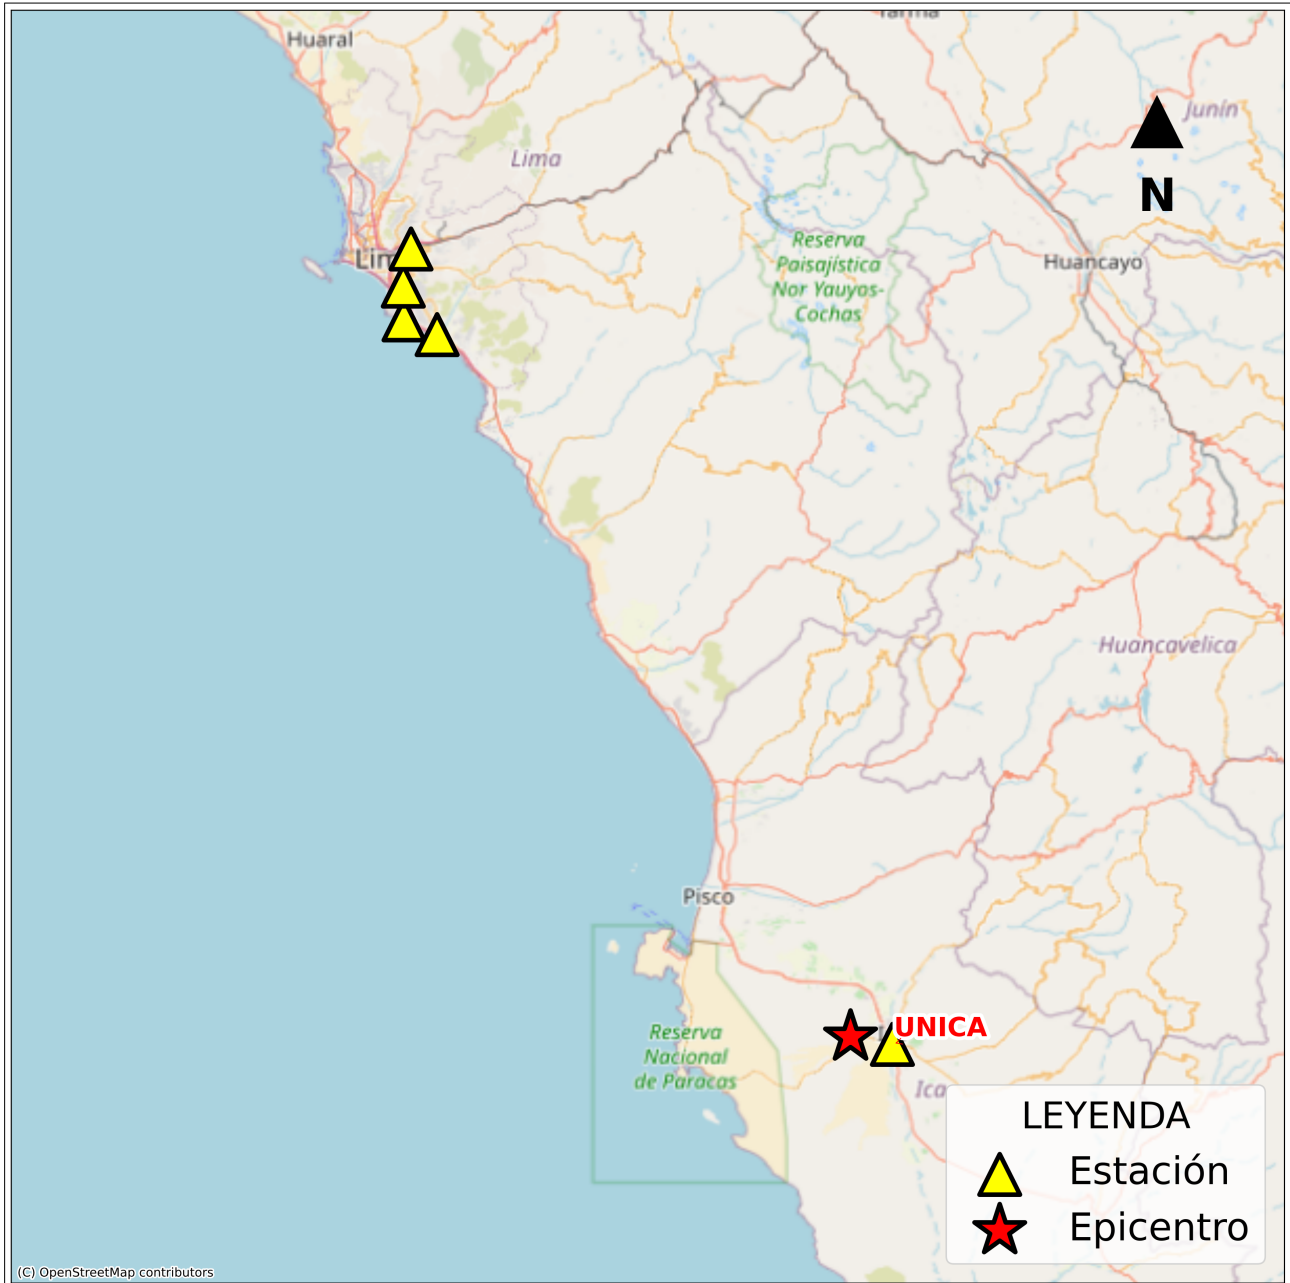 Huaral
Junín
Lima
N
Reserva
Paisajística
Nor Yauyos-
Cochas
Huancayo
Huancavelica
Pisco
UNICA
Reserva
Nacional
de Paracas
Ica
LEYENDA
Estación
Epicentro
(C) OpenStreetMap contributors